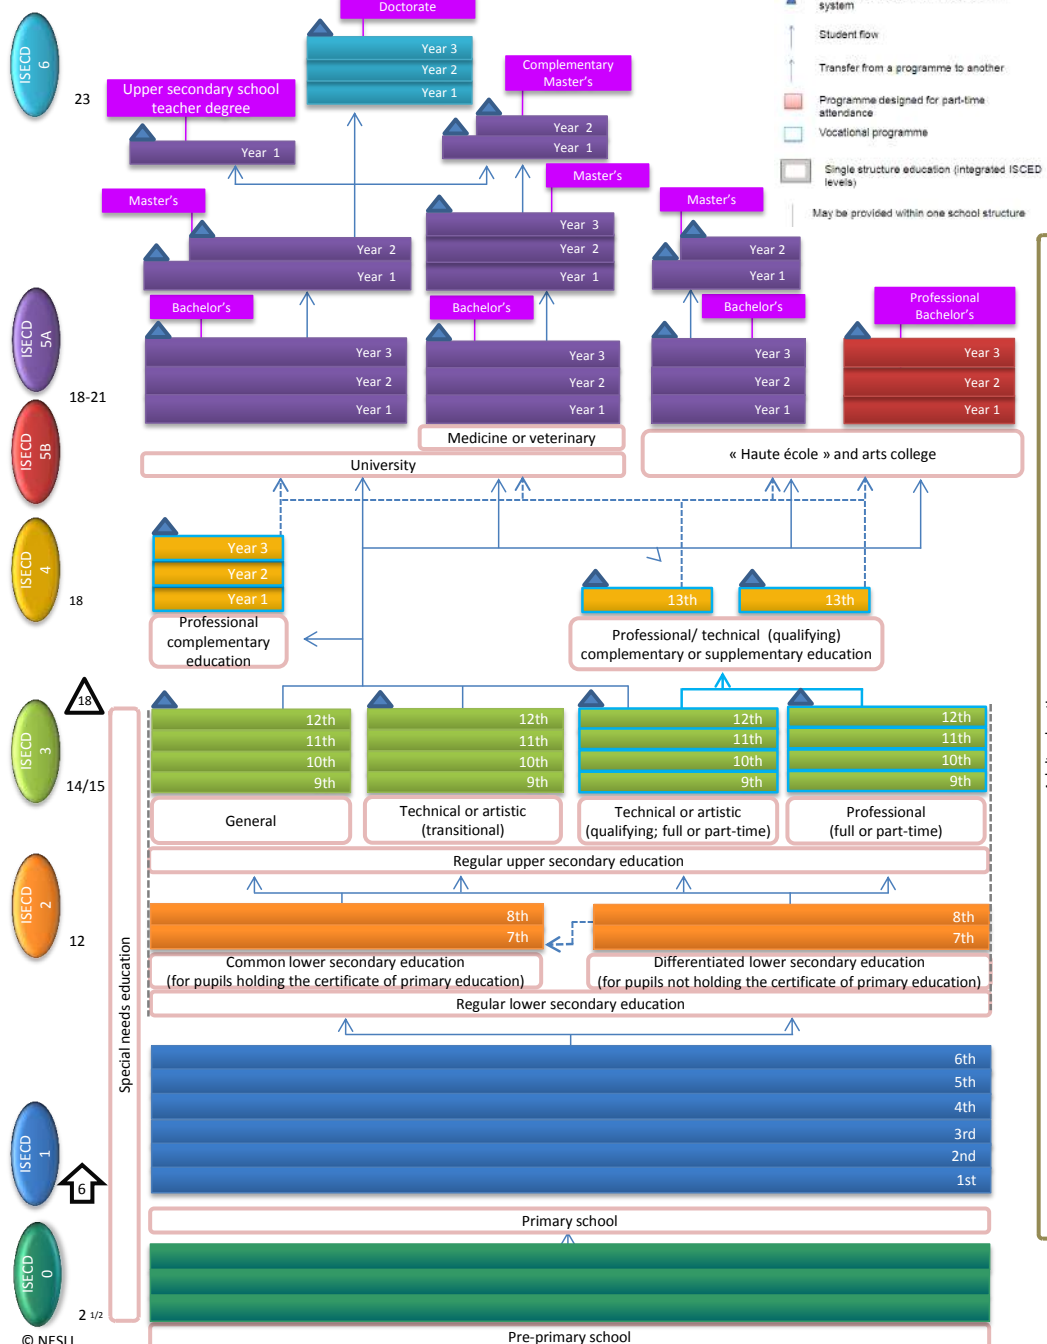 Doctorate
system
ISECD
6
Year 3
Year 2
Year 1
Student flow
Transfer from a programme to another
Complementary
Master's
23
Upper secondary school
teacher degree
Programme designed for part-time
attendance
Year 2
Year 1
Vocational programme
Year 1
Single structure education (integrated ISCED
levels)
Master's
Master's
Master's
May be provided within one school structure
Year 3
Year 2
Year 1
Year 2
Year 1
Year 2
Year 1
Bachelor's
Bachelor's
Bachelor's
Professional
Bachelor's
ISECD
5A
Year 3
Year 2
Year 1
Year 3
Year 2
Year 1
Year 3
Year 2
Year 1
Year 3
Year 2
Year 1
18-21
ISECD
5B
Medicine or veterinary
University
« Haute école » and arts college
ISECD
4
Year 3
Year 2
Year 1
18
13th
13th
Professional
complementary
education
Professional/ technical (qualifying)
complementary or supplementary education
18
ISECD
3
12th
11th
10th
9th
12th
11th
10th
9th
12th
11th
10th
9th
12th
11th
10th
9th
14/15
General
Technical or artistic
(transitional)
Technical or artistic
(qualifying; full or part-time)
Professional
(full or part-time)
Regular upper secondary education
ISECD
2
8th
7th
8th
7th
12
Common lower secondary education
(for pupils holding the certificate of primary education)
Differentiated lower secondary education
(for pupils not holding the certificate of primary education)
Regular lower secondary education
Special needs education
6th
5th
4th
3rd
2nd
1st
ISECD
1
6
Primary school
ISECD
0
2 1/2
© NESLI
Pre-primary school